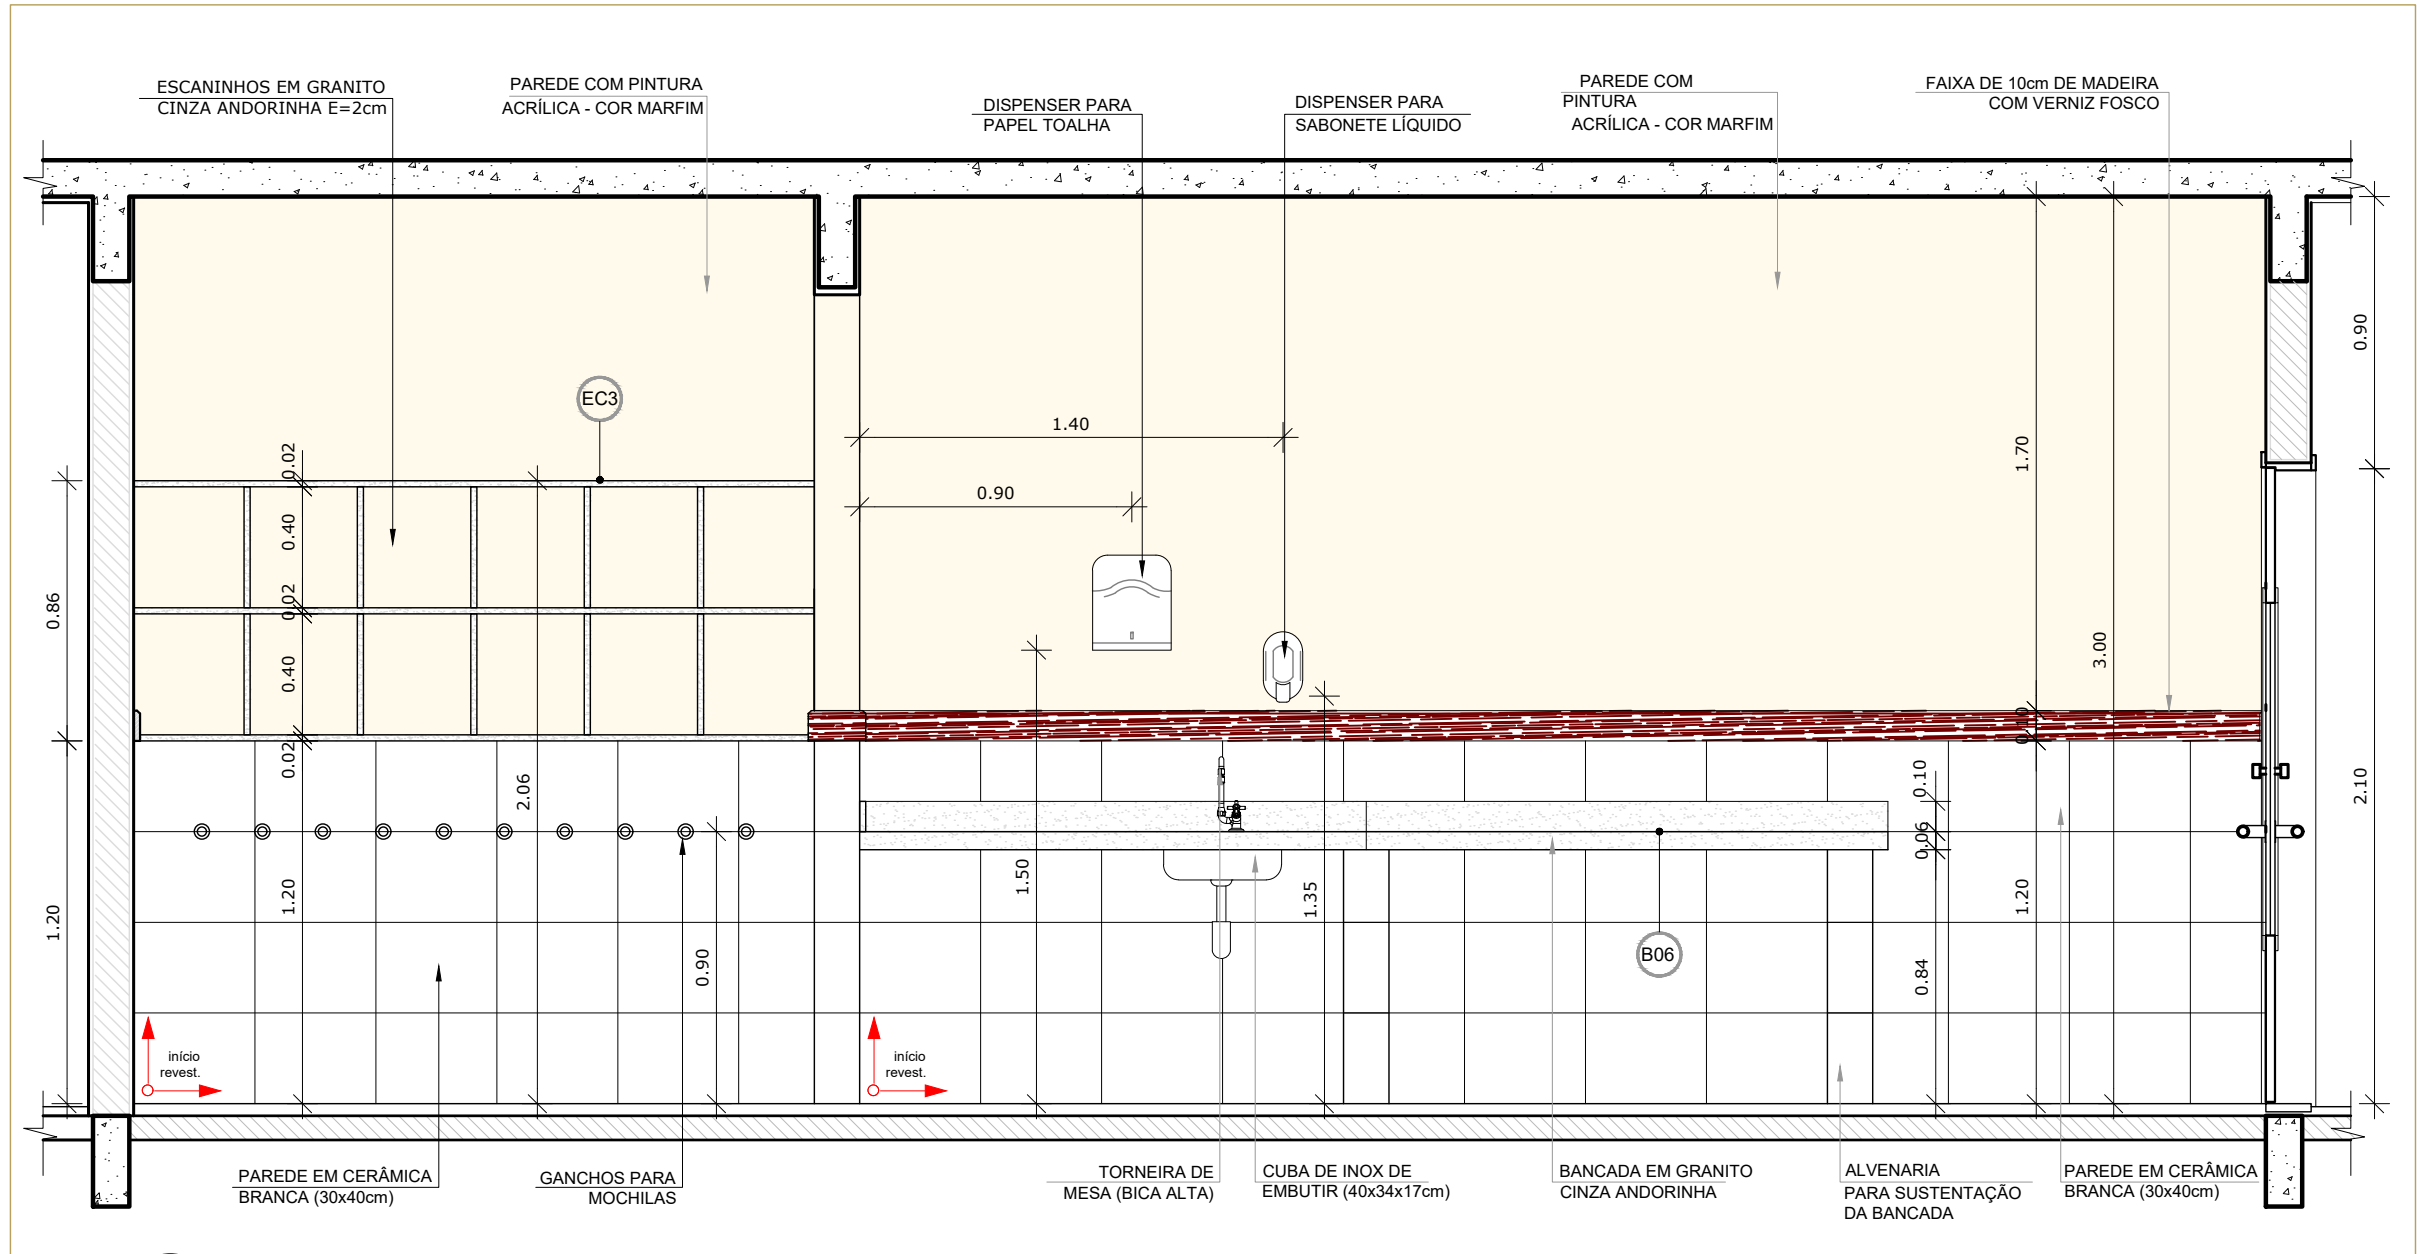 ESCANINHOS EM GRANITO
CINZA ANDORINHA E=2cm
PAREDE COM PINTURA
ACRÍLICA - COR MARFIM
DISPENSER PARA
PAPEL TOALHA
DISPENSER PARA
SABONETE LÍQUIDO
PAREDE COM
PINTURA
ACRÍLICA - COR MARFIM
FAIXA DE 10cm DE MADEIRA
COM VERNIZ FOSCO
EC3
1.40
0.90
0.02
0.40
0.02
0.40
0.02
1.20
0.86
1.20
2.06
0.90
1.50
1.35
1.70
0.10
1.20
3.00
0.90
2.10
0.10
0.06
0.84
B06
início
revest.
início
revest.
PAREDE EM CERÂMICA
BRANCA (30x40cm)
GANCHOS PARA
MOCHILAS
TORNEIRA DE
MESA (BICA ALTA)
CUBA DE INOX DE
EMBUTIR (40x34x17cm)
BANCADA EM GRANITO
CINZA ANDORINHA
ALVENARIA
PARA SUSTENTAÇÃO
DA BANCADA
PAREDE EM CERÂMICA
BRANCA (30x40cm)